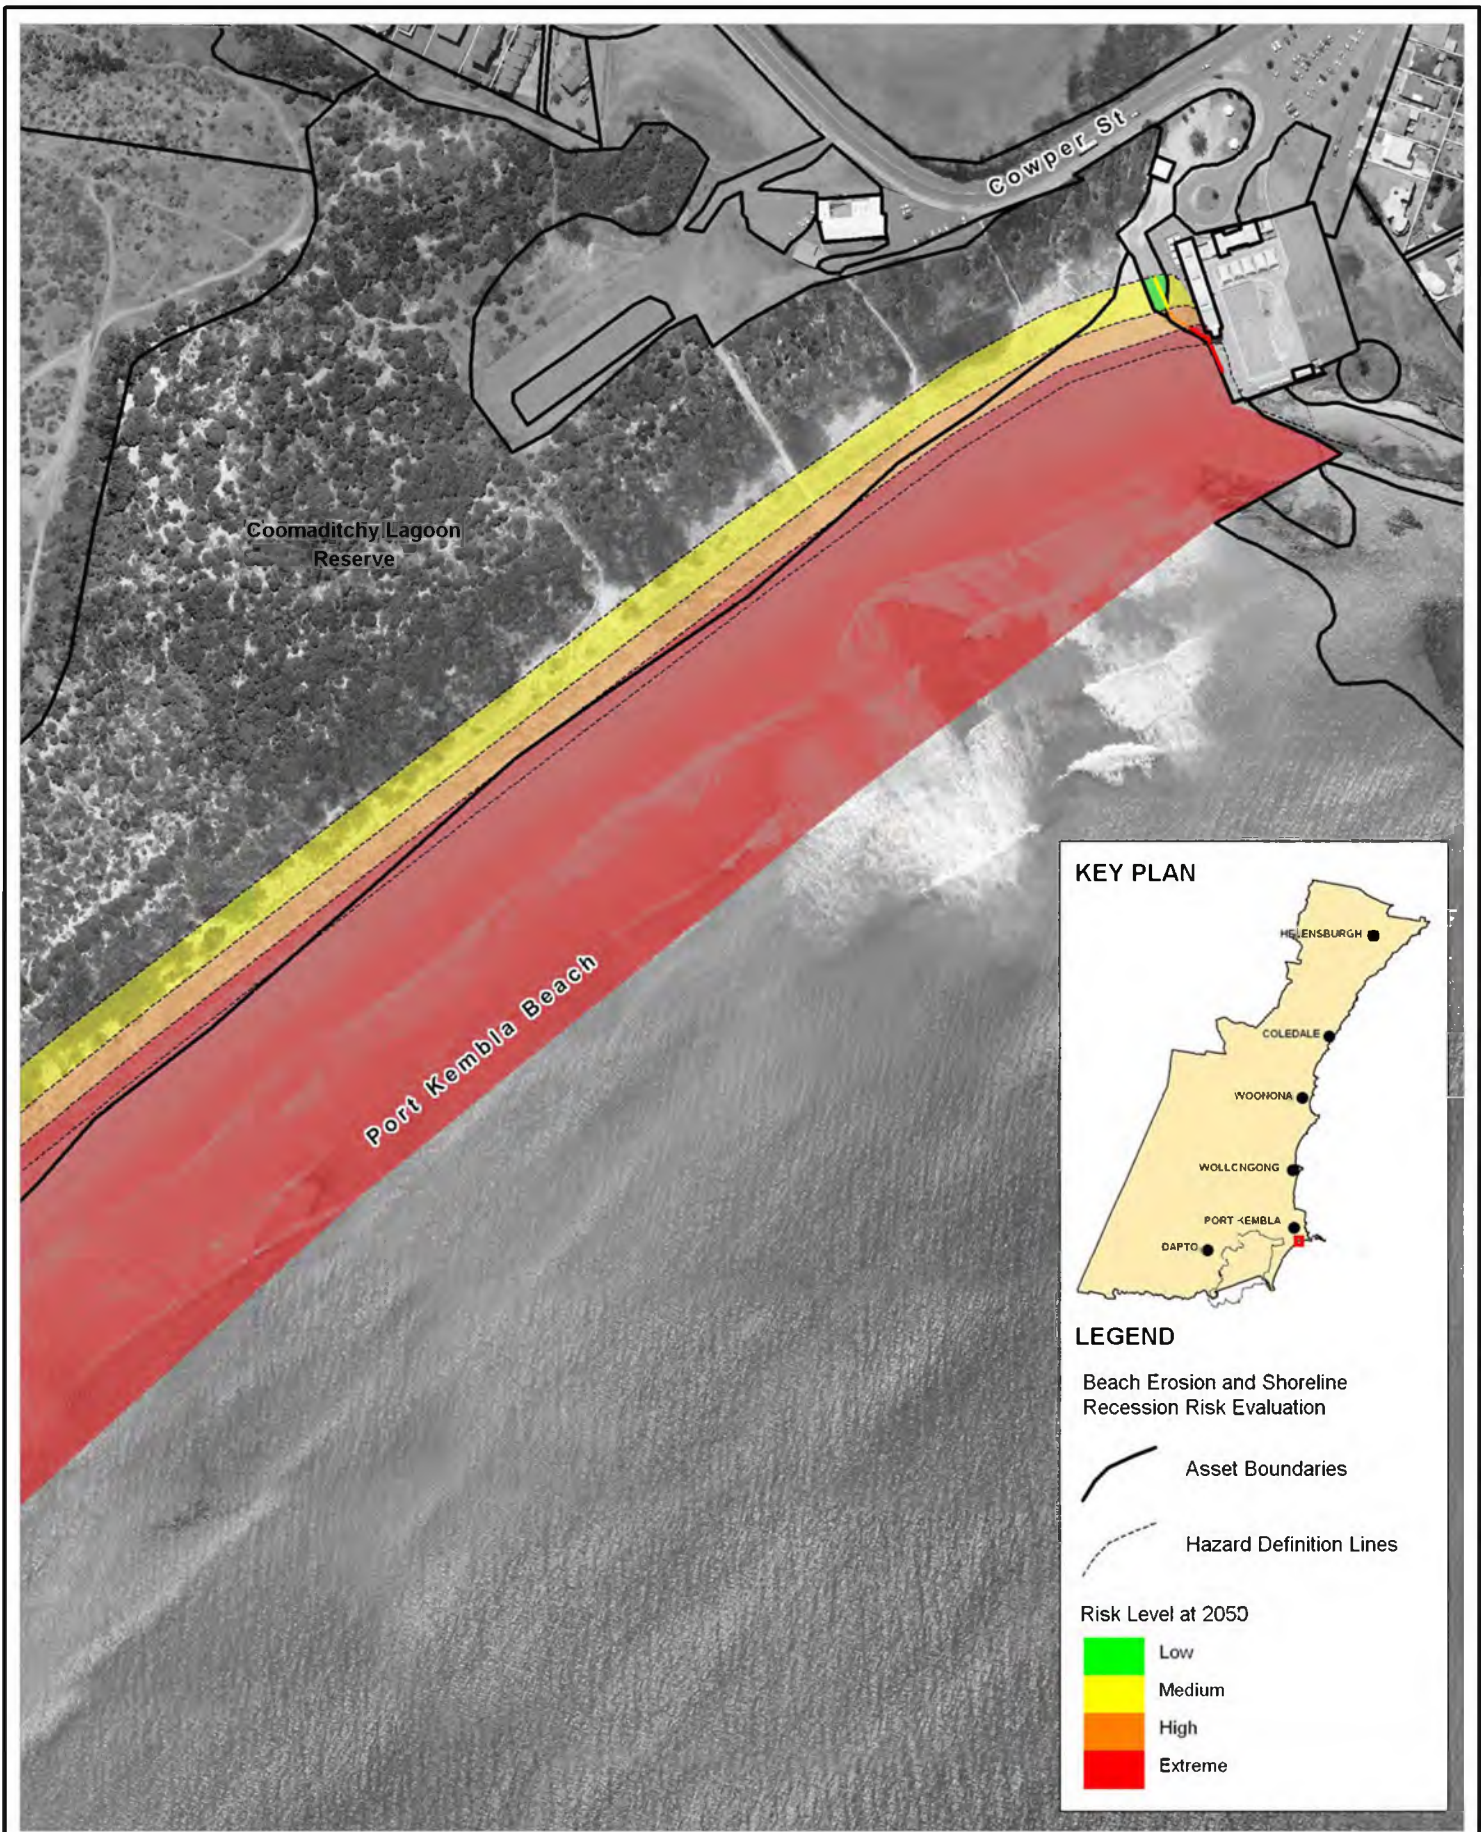 Cowper St
Coomaditchy Lagoon
Reserve
Port Kembla Beach
KEY PLAN
HELENSBURGH
COLEDALE
WOONONA
WOLLONGONG
PORT KEMBLA
DAPTO
LEGEND
Beach Erosion and Shoreline
Recession Risk Evaluation
Asset Boundaries
Hazard Definition Lines
Risk Level at 2050
Low
Medium
High
Extreme